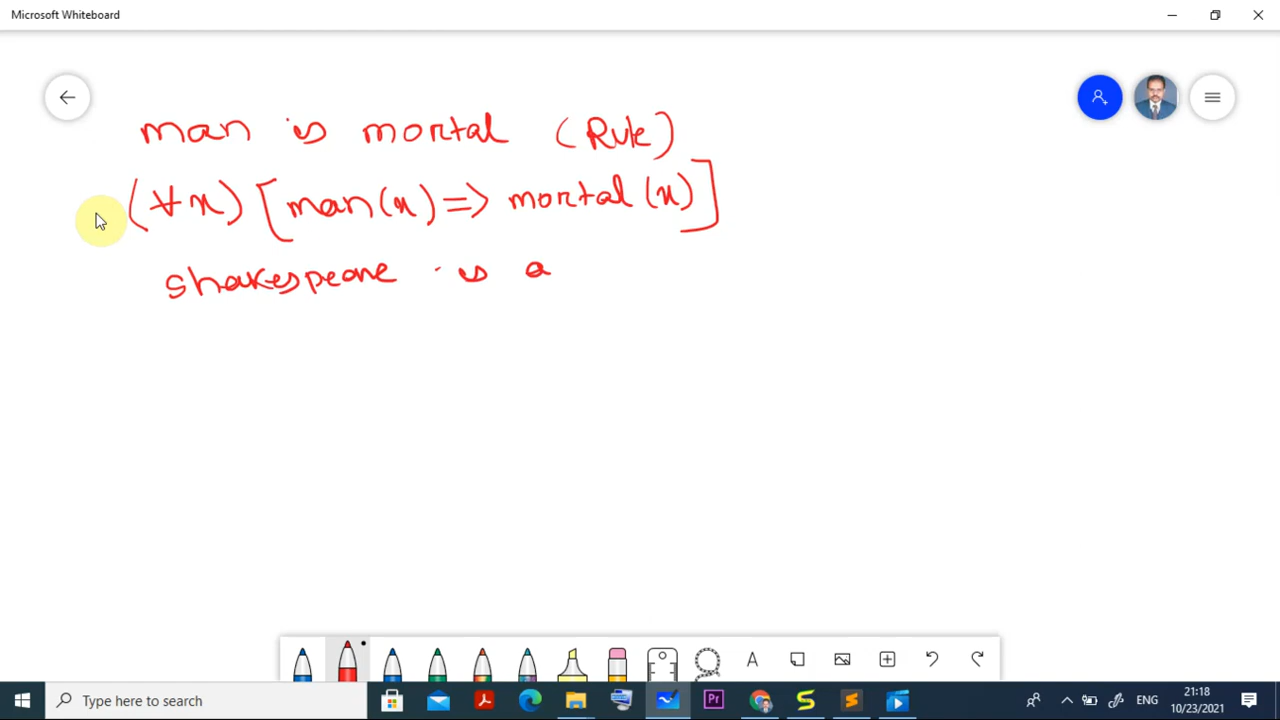 Microsoft Whiteboard
man is mortal (Rule)
(∀x) [man(x) => mortal(x)]
shakespeare is a
A
Pr
S
Type here to search
ENG
21:18
10/23/2021